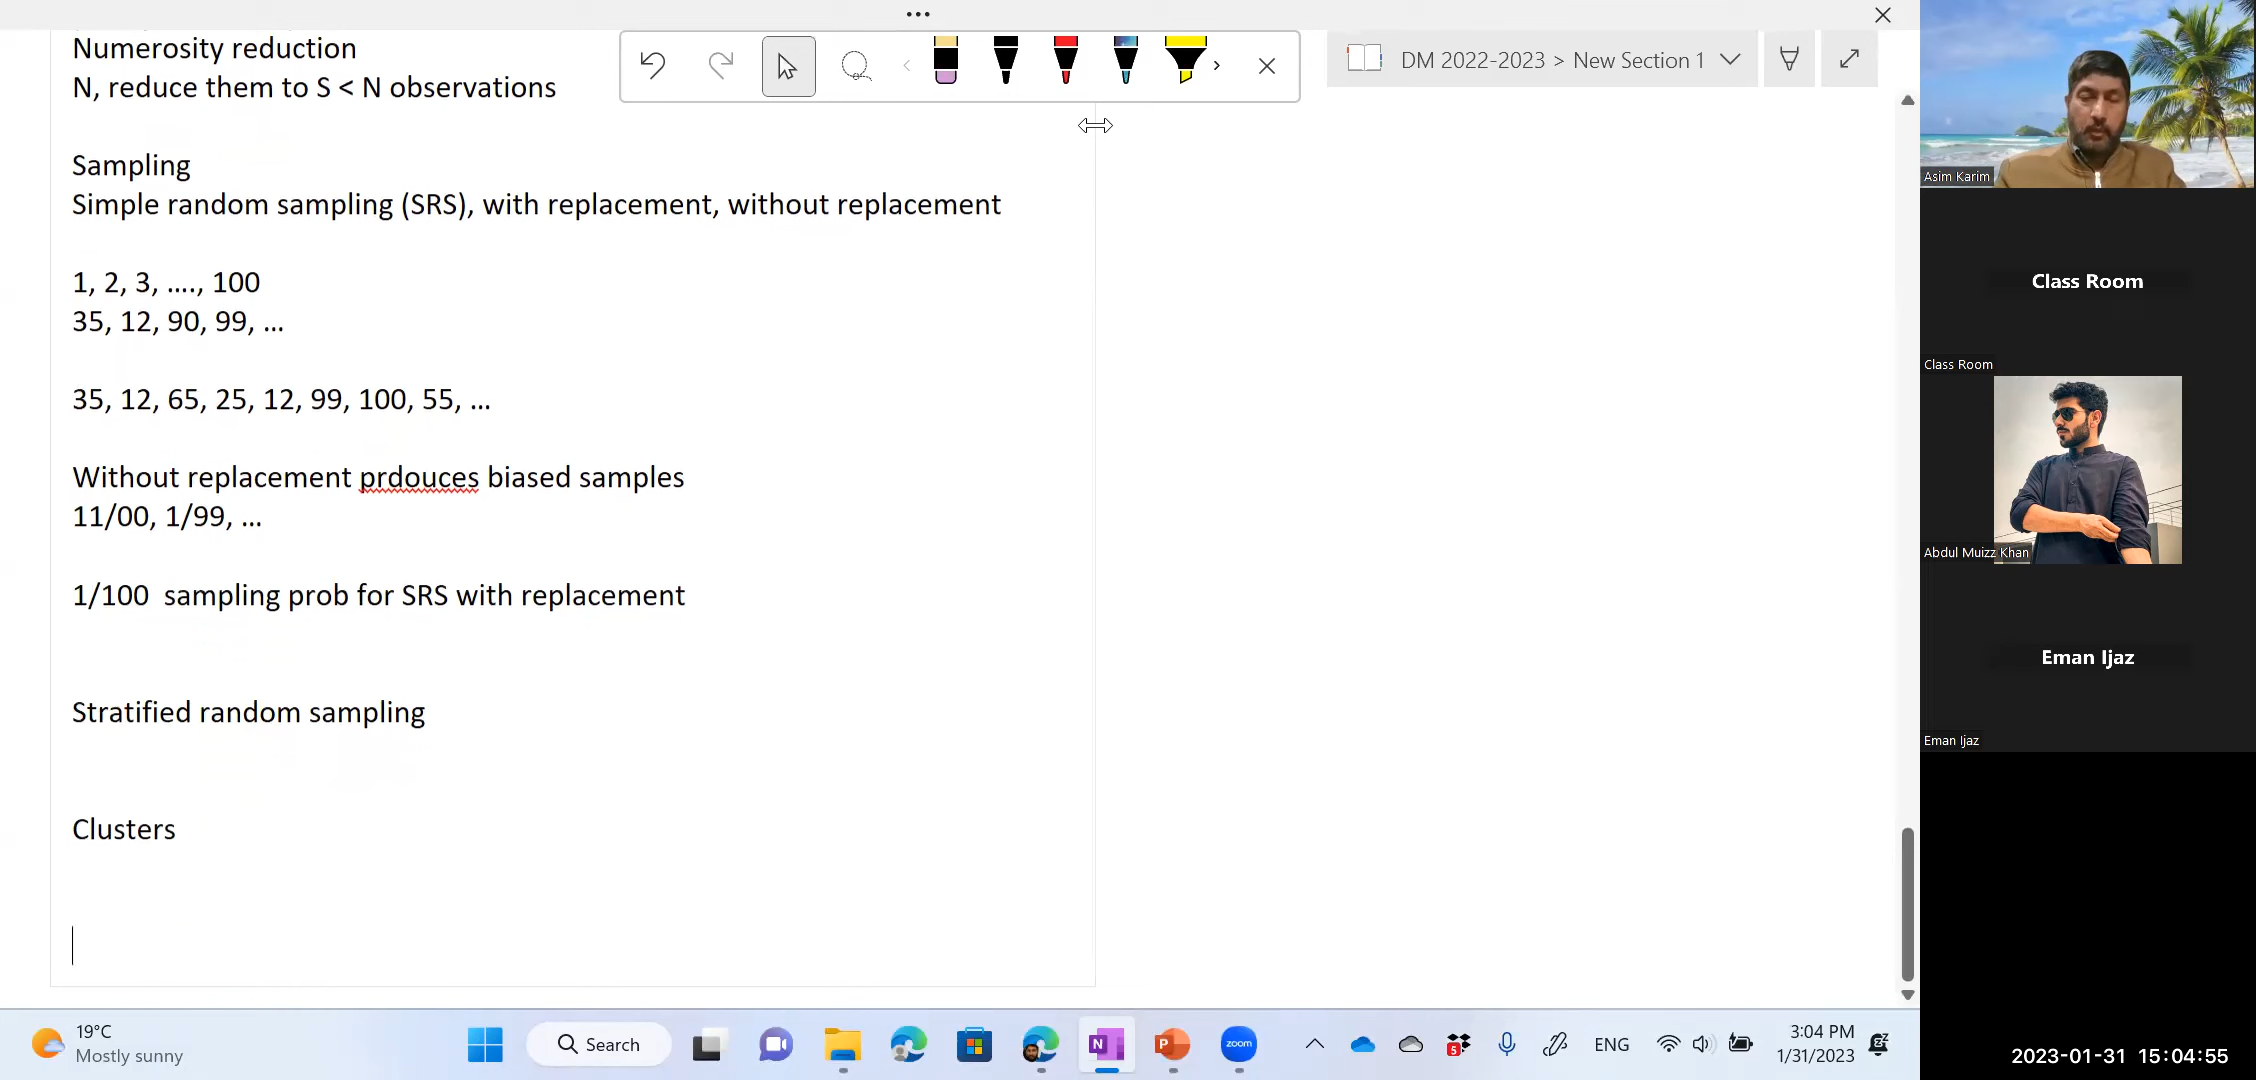 Numerosity reduction
N, reduce them to S < N observations
DM 2022-2023 > New Section 1
Sampling
Simple random sampling (SRS), with replacement, without replacement
1, 2, 3, ...., 100
35, 12, 90, 99, ...
35, 12, 65, 25, 12, 99, 100, 55, ...
Without replacement prdouces biased samples
11/00, 1/99, ...
1/100  sampling prob for SRS with replacement
Stratified random sampling
Clusters
Asim Karim
Class Room
Class Room
Abdul Muizz Khan
Eman Ijaz
Eman Ijaz
19°C
Mostly sunny
Search
N
P
zoom
5
ENG
3:04 PM
1/31/2023
2023-01-31 15:04:55